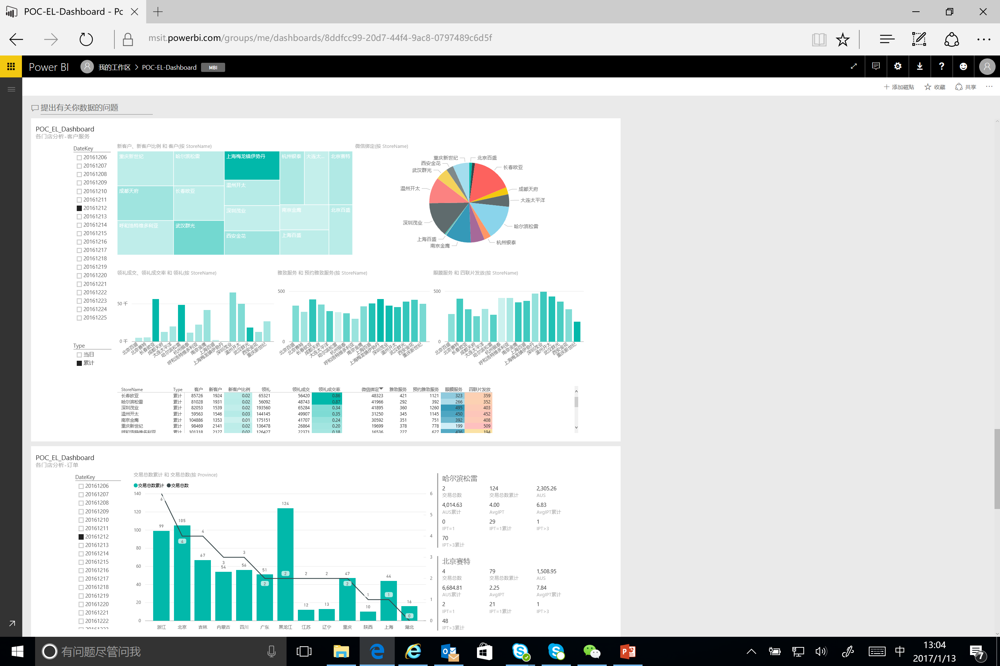 POC-EL-Dashboard - Pc
msit.powerbi.com/groups/me/dashboards/8ddfcc99-20d7-44f4-9ac8-0797489c6d5f
Power BI 我的工作区 > POC-EL-Dashboard MBI
添加磁贴 收藏 共享 ···
提出有关你数据的问题
POC_EL_Dashboard
各门店分析-客户服务
DateKey
20161206
20161207
20161208
20161209
20161210
20161211
20161212
20161213
20161214
20161215
20161216
20161217
20161218
20161219
20161220
20161221
20161222
20161223
20161224
20161225
Type
当日
累计
新客户、新客户比例 和 客户(按 StoreName)
重庆新世纪 哈尔滨松雷 上海梅龙镇伊势丹 杭州银泰 大连太... 北京赛特
成都天府 长春欧亚 温州开太
深圳茂业 南京金鹰 北京百盛
呼和浩特维多利亚 武汉群光 西安金花 上海百盛
微信绑定(按 StoreName)
重庆新世纪 北京百盛
西安金花
武汉群光 长春欧亚
温州开太 成都天府
大连太平洋
深圳茂业 哈尔滨松雷
上海百盛 杭州银泰
南京金鹰
领礼成交、领礼成交率 和 领礼(按 StoreName)
50 千
0 千
北京百盛 北京赛特 长春欧亚 成都天府 大连太平洋 哈尔滨松雷 杭州银泰 呼和浩特维多利亚 南京金鹰 上海百盛 上海梅龙镇伊势丹 深圳茂业 温州开太 武汉群光 西安金花 重庆新世纪
雅致服务 和 预约雅致服务(按 StoreName)
500
0
北京百盛 北京赛特 长春欧亚 成都天府 大连太平洋 哈尔滨松雷 杭州银泰 呼和浩特维多利亚 南京金鹰 上海百盛 上海梅龙镇伊势丹 深圳茂业 温州开太 武汉群光 西安金花 重庆新世纪
眼膜服务 和 四联片发放(按 StoreName)
500
0
北京百盛 北京赛特 长春欧亚 成都天府 大连太平洋 哈尔滨松雷 杭州银泰 呼和浩特维多利亚 南京金鹰 上海百盛 上海梅龙镇伊势丹 深圳茂业 温州开太 武汉群光 西安金花 重庆新世纪
StoreName Type 客户 新客户 新客户比例 领礼 领礼成交 领礼成交率 微信绑定 雅致服务 预约雅致服务 眼膜服务 四联片发放
长春欧亚 累计 85726 1924 0.02 65321 56420 0.86 48323 421 1121 323 359
哈尔滨松雷 累计 81028 1931 0.02 56092 48743 0.87 41966 292 392 266 352
深圳茂业 累计 82053 1539 0.02 193560 65284 0.34 41895 360 1260 495 403
温州开太 累计 59563 1546 0.03 144145 49907 0.35 31250 345 1145 450 452
南京金鹰 累计 104886 1353 0.01 175151 41707 0.24 30592 351 751 392 408
重庆新世纪 累计 98469 2141 0.02 136478 26864 0.20 19699 378 778 199 509
呼和浩特维多利亚 累计 101318 2127 0.02 126427 22371 0.18 16536 227 627 436 194
POC_EL_Dashboard
各门店分析-订单
DateKey
20161206
20161207
20161208
20161209
20161210
20161211
20161212
20161213
20161214
20161215
20161216
20161217
20161218
20161219
20161220
20161221
20161222
20161223
交易总数累计 和 交易总数(按 Province)
交易总数累计 交易总数
140
120
100
80
60
40
20
0
99 105 67 54 56 51 124 12 13 47 10 44 16
6 4 4 3 3 2 2 2 2 2 1 1 0
6
5
4
3
2
1
0
浙江 北京 吉林 内蒙古 四川 广东 黑龙江 江苏 辽宁 重庆 陕西 上海 湖北
哈尔滨松雷
2 124 2,305.26
交易总数 交易总数累计 AUS
4,014.63 4.00 6.83
AUS累计 AvgIPT AvgIPT累计
0 29 1
IPT=1 IPT=1累计 IPT>3
70
IPT>3累计
北京赛特
4 79 1,508.95
交易总数 交易总数累计 AUS
6,684.81 2.25 7.84
AUS累计 AvgIPT AvgIPT累计
2 21 1
IPT=1 IPT=1累计 IPT>3
48
IPT>3累计
有问题尽管问我
中
13:04
2017/1/13
7